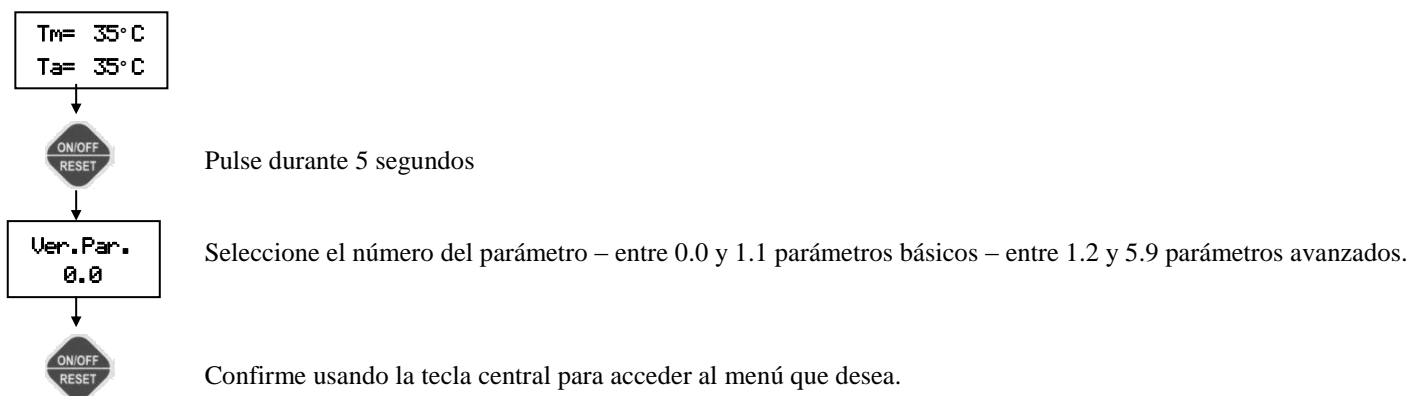 Tm= 35°C
Ta= 35°C
ON/OFF
RESET
Pulse durante 5 segundos
Ver.Par.
0.0
Seleccione el número del parámetro – entre 0.0 y 1.1 parámetros básicos – entre 1.2 y 5.9 parámetros avanzados.
ON/OFF
RESET
Confirme usando la tecla central para acceder al menú que desea.